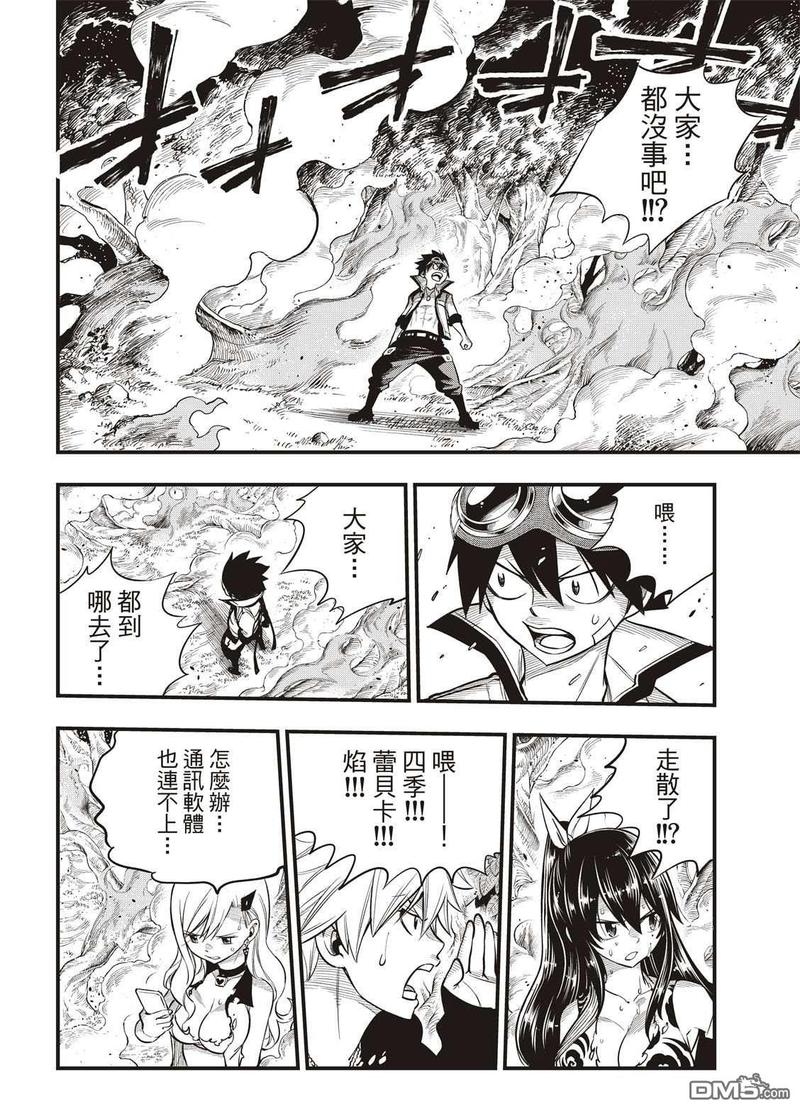 大家…
都沒事吧!!?
喂……
大家…
都到
哪去了…
走散了!!?
喂——!
四季!!!
蕾貝卡!!!
焰!!!
怎麼辦…
通訊軟體
也連不上…
DM5.com